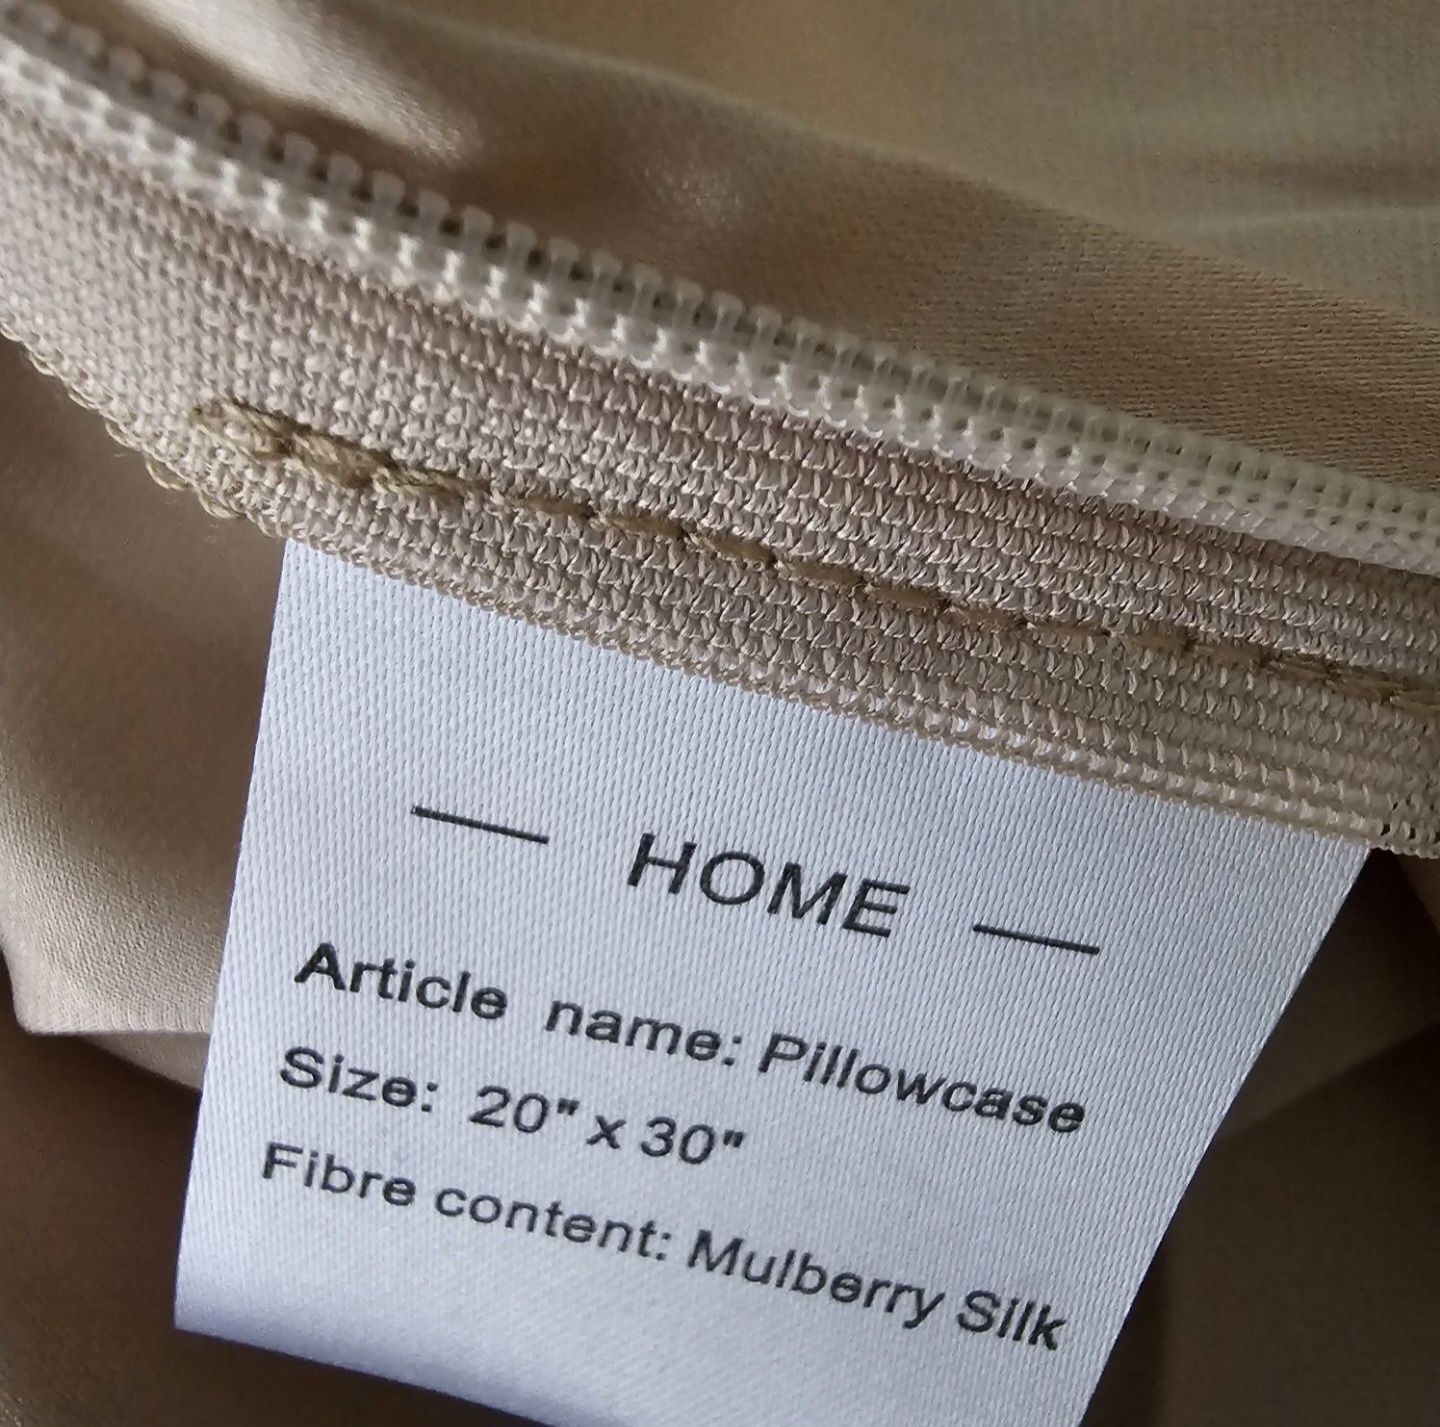 — HOME —
Article name: Pillowcase
Size: 20" x 30"
Fibre content: Mulberry Silk